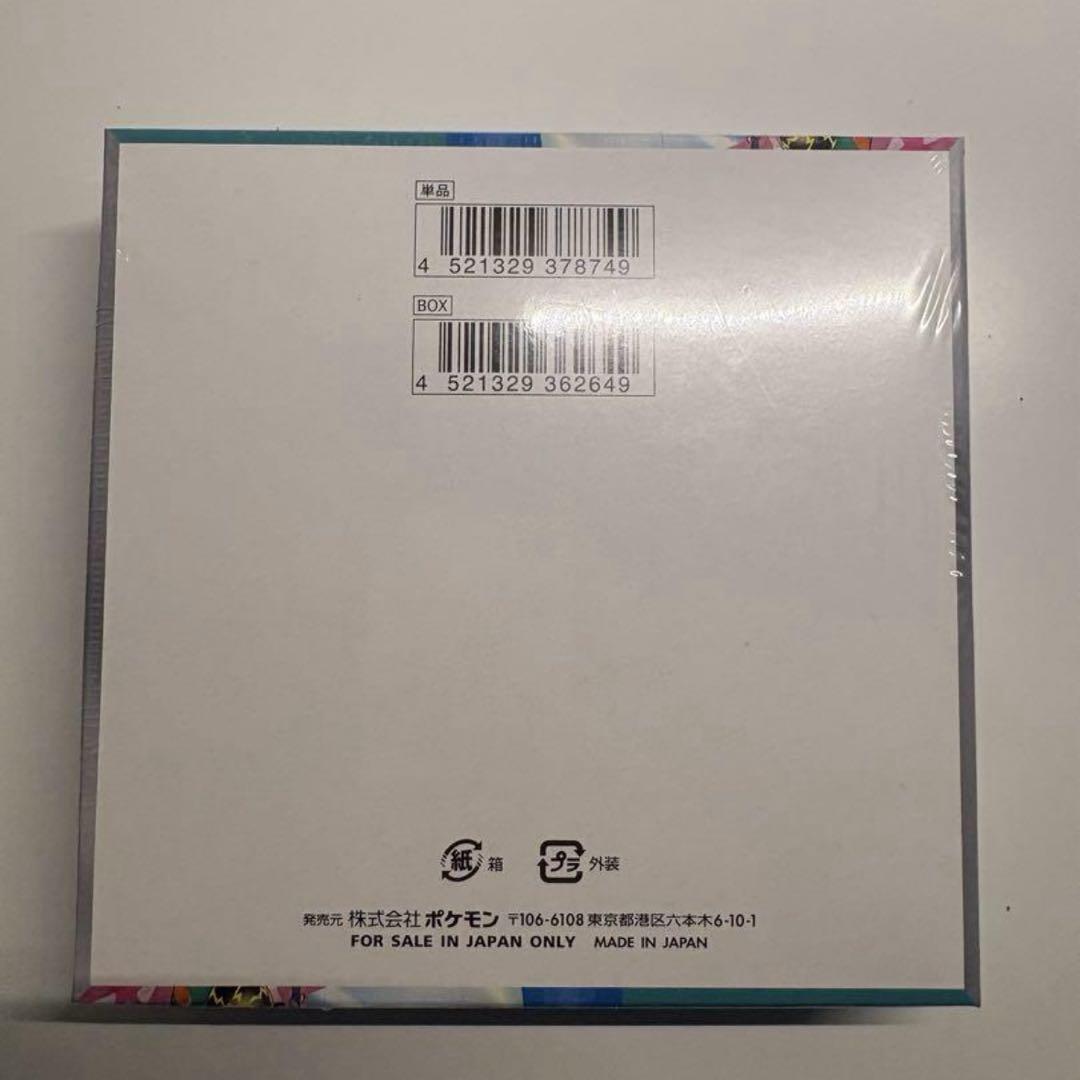 単品
4 521329 378749
BOX
4 521329 362649
紙 箱 プラ 外装
発売元 株式会社 ポケモン 〒106-6108 東京都港区六本木6-10-1
FOR SALE IN JAPAN ONLY MADE IN JAPAN